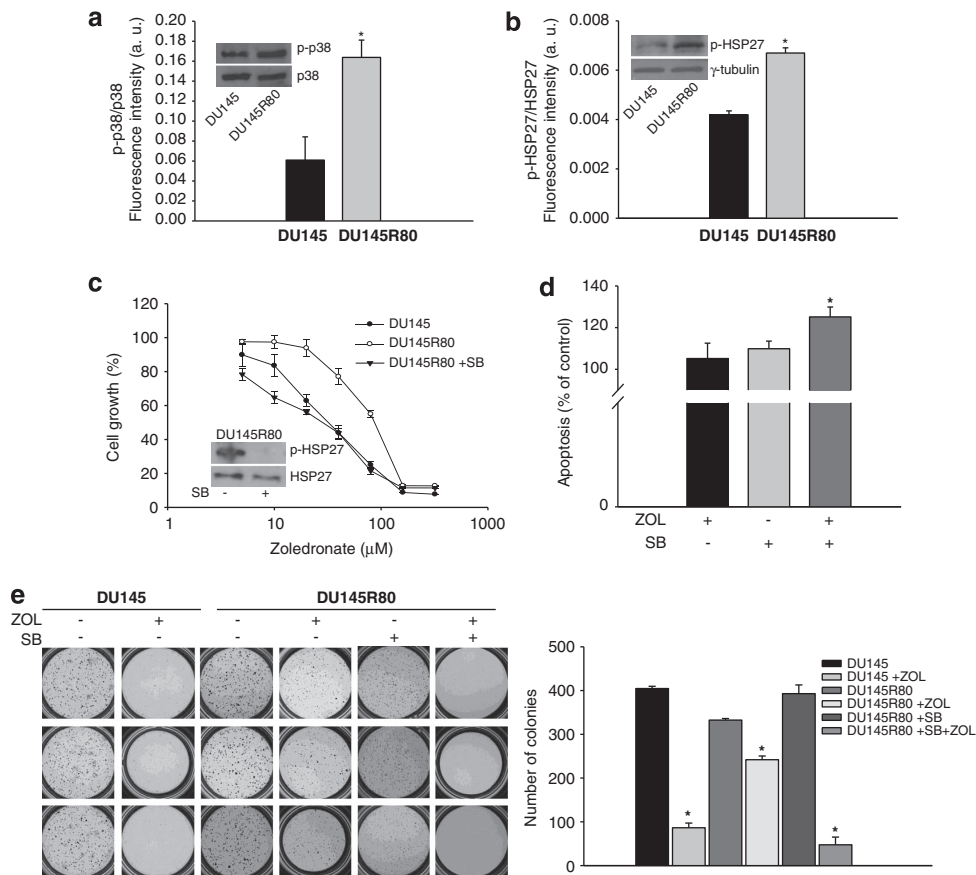 a
p-p38/p38
Fluorescence intensity (a. u.)
0.20
0.18
0.16
0.14
0.12
0.10
0.08
0.06
0.04
0.02
0.00
p-p38
p38
DU145
DU145R80
*
DU145 DU145R80
b
p-HSP27/HSP27
Fluorescence intensity (a. u.)
0.008
0.006
0.004
0.002
0.000
p-HSP27
γ-tubulin
DU145
DU145R80
*
DU145 DU145R80
c
Cell growth (%)
120
100
80
60
40
20
0
DU145
DU145R80
DU145R80 +SB
DU145R80
p-HSP27
HSP27
SB - +
1 10 100 1000
Zoledronate (μM)
d
Apoptosis (% of control)
120
100
0
*
ZOL + - +
SB - + +
e
DU145 DU145R80
ZOL - + - + - +
SB - - - - + +
Number of colonies
500
400
300
200
100
0
DU145
DU145 +ZOL
DU145R80
DU145R80 +ZOL
DU145R80 +SB
DU145R80 +SB+ZOL
*
*
*